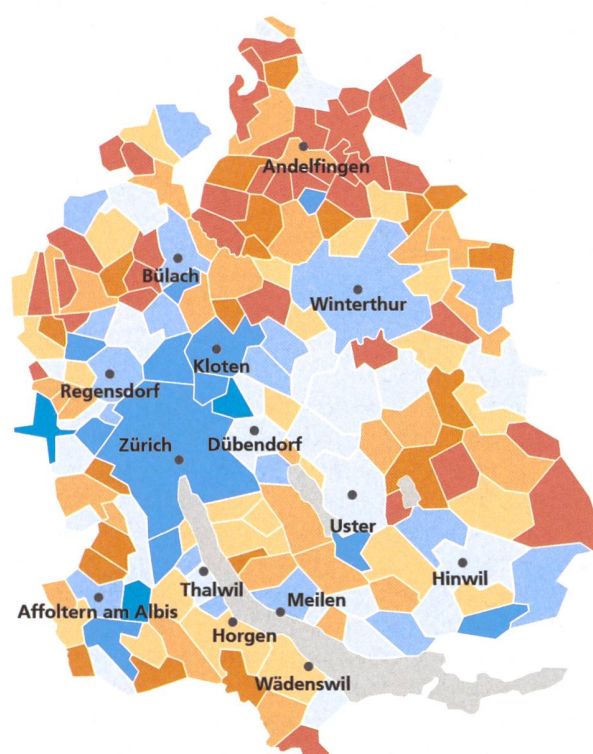 Andelfingen
Bülach
Winterthur
Kloten
Regensdorf
Zürich
Dübendorf
Uster
Thalwil
Hinwil
Affoltern am Albis
Meilen
Horgen
Wädenswil